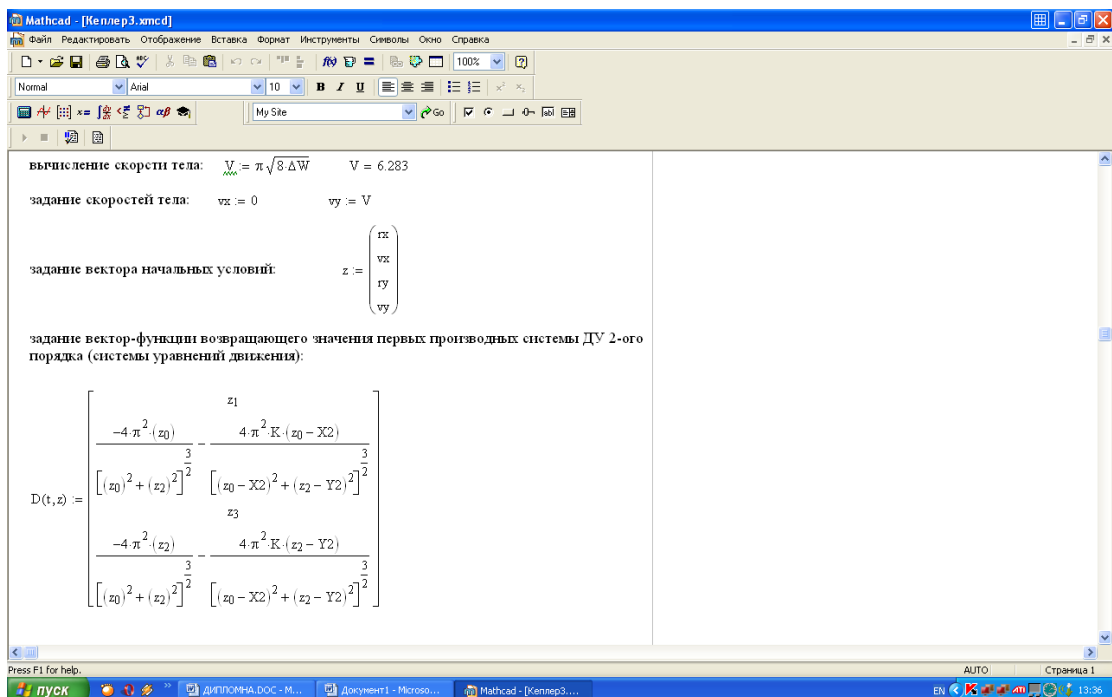 Mathcad - [Кеплер3.xmcd]
Файл Редактировать Отображение Вставка Формат Инструменты Символы Окно Справка
100%
Normal Arial 10 B I U
My Site Go
вычисление скорсти тела: V := π√(8·ΔW) V = 6.283
задание скоростей тела: vx := 0 vy := V
задание вектора начальных условий: z := (rx vx ry vy)
задание вектор-функции возвращающего значения первых производных системы ДУ 2-ого
порядка (системы уравнений движения):
D(t,z) :=
z₁
−4·π²·(z₀) / [(z₀)² + (z₂)²]^(3/2) − 4·π²·K·(z₀ − X2) / [(z₀ − X2)² + (z₂ − Y2)²]^(3/2)
z₃
−4·π²·(z₂) / [(z₀)² + (z₂)²]^(3/2) − 4·π²·K·(z₂ − Y2) / [(z₀ − X2)² + (z₂ − Y2)²]^(3/2)
Press F1 for help. AUTO Страница 1
пуск ДИПЛОМНА.DOC - M... Документ1 - Microso... Mathcad - [Кеплер3.... EN 13:36